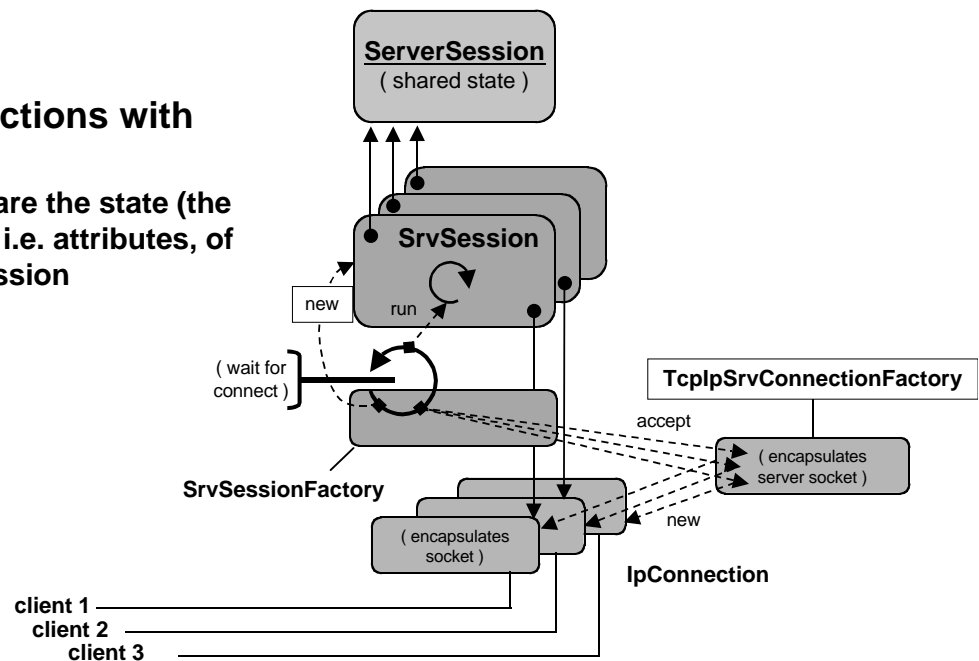 ServerSession
( shared state )
ctions with
are the state (the
i.e. attributes, of
ssion
SrvSession
new
run
( wait for
connect )
TcpIpSrvConnectionFactory
accept
( encapsulates
server socket )
SrvSessionFactory
new
( encapsulates
socket )
IpConnection
client 1
client 2
client 3